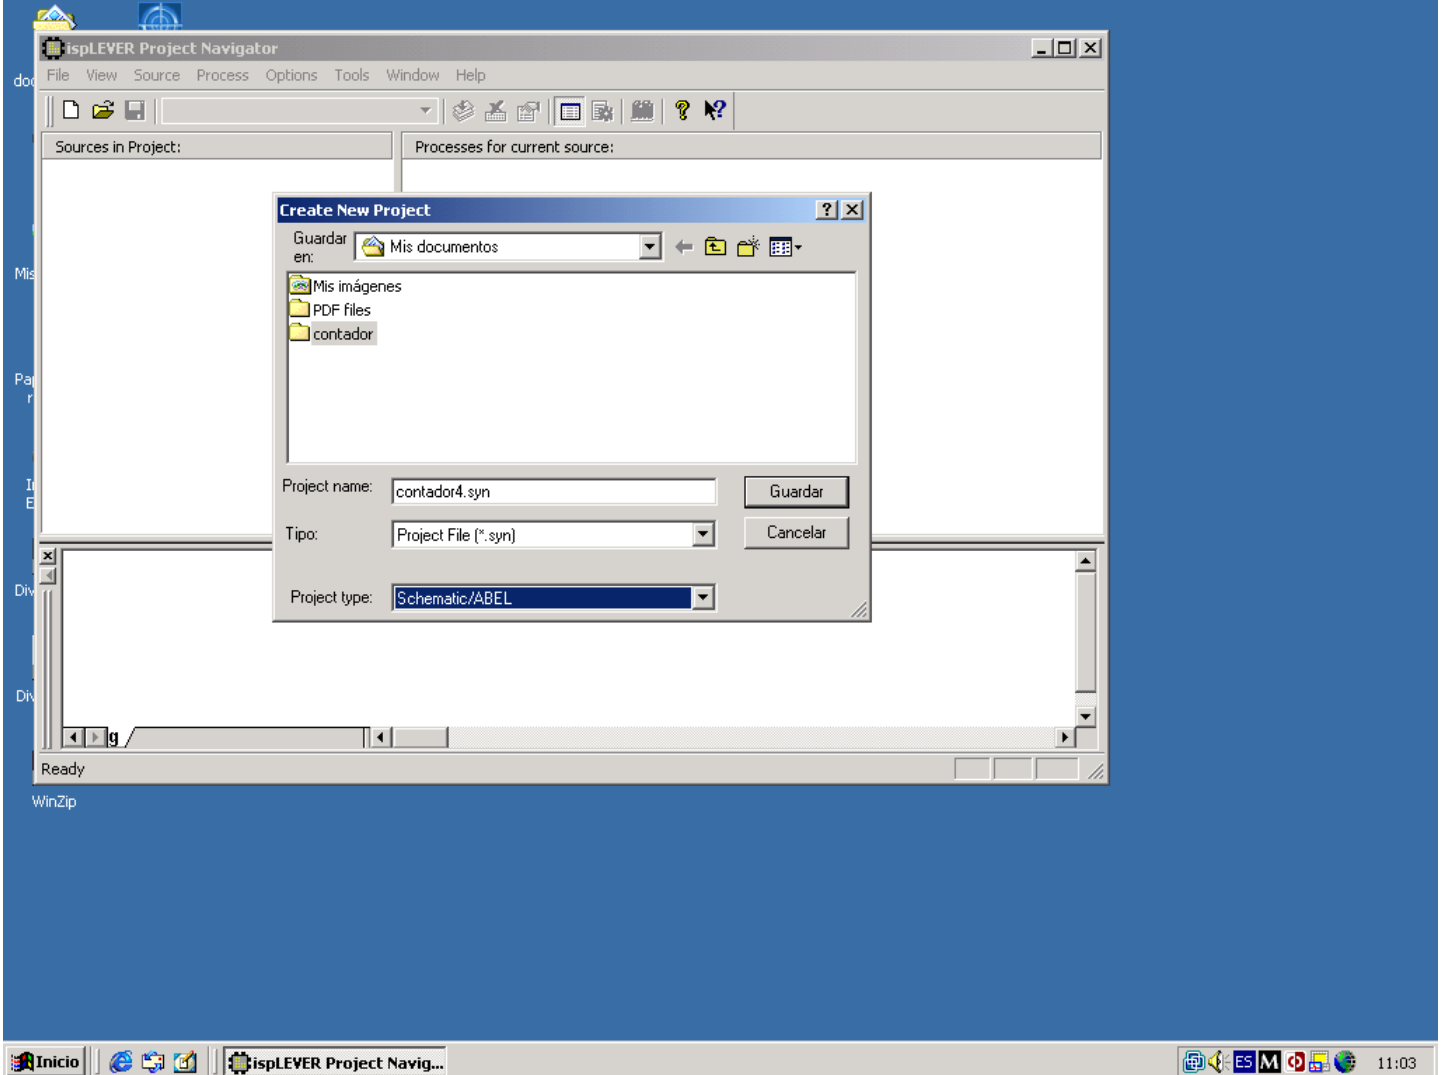 ispLEVER Project Navigator
File View Source Process Options Tools Window Help
Sources in Project:
Processes for current source:
Create New Project
Guardar en:
Mis documentos
Mis imágenes
PDF files
contador
Project name:
contador4.syn
Guardar
Tipo:
Project File (*.syn)
Cancelar
Project type:
Schematic/ABEL
Ready
WinZip
Inicio
ispLEVER Project Navig...
ES
M
11:03